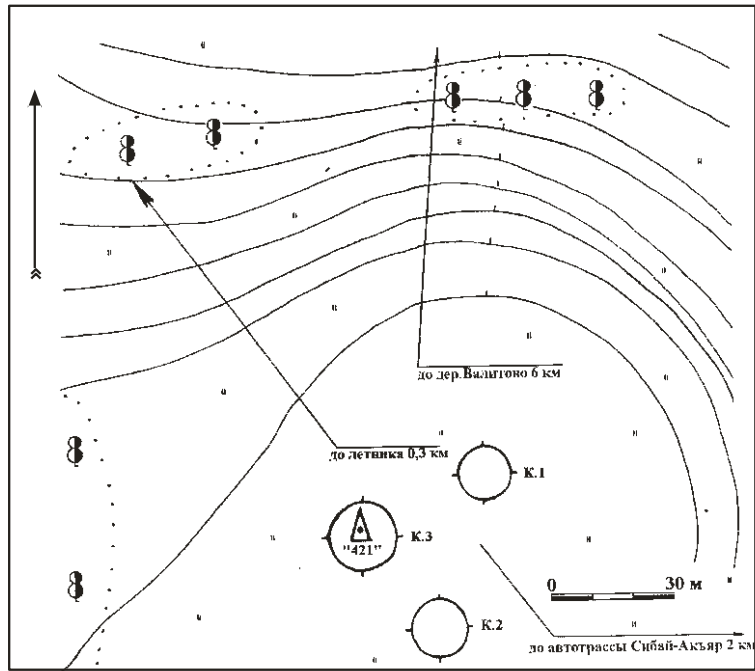 до дер.Валитово 6 км
до летника 0,3 км
К.1
"421"
К.3
0 30 м
К.2
до автотрассы Сибай-Акъяр 2 км